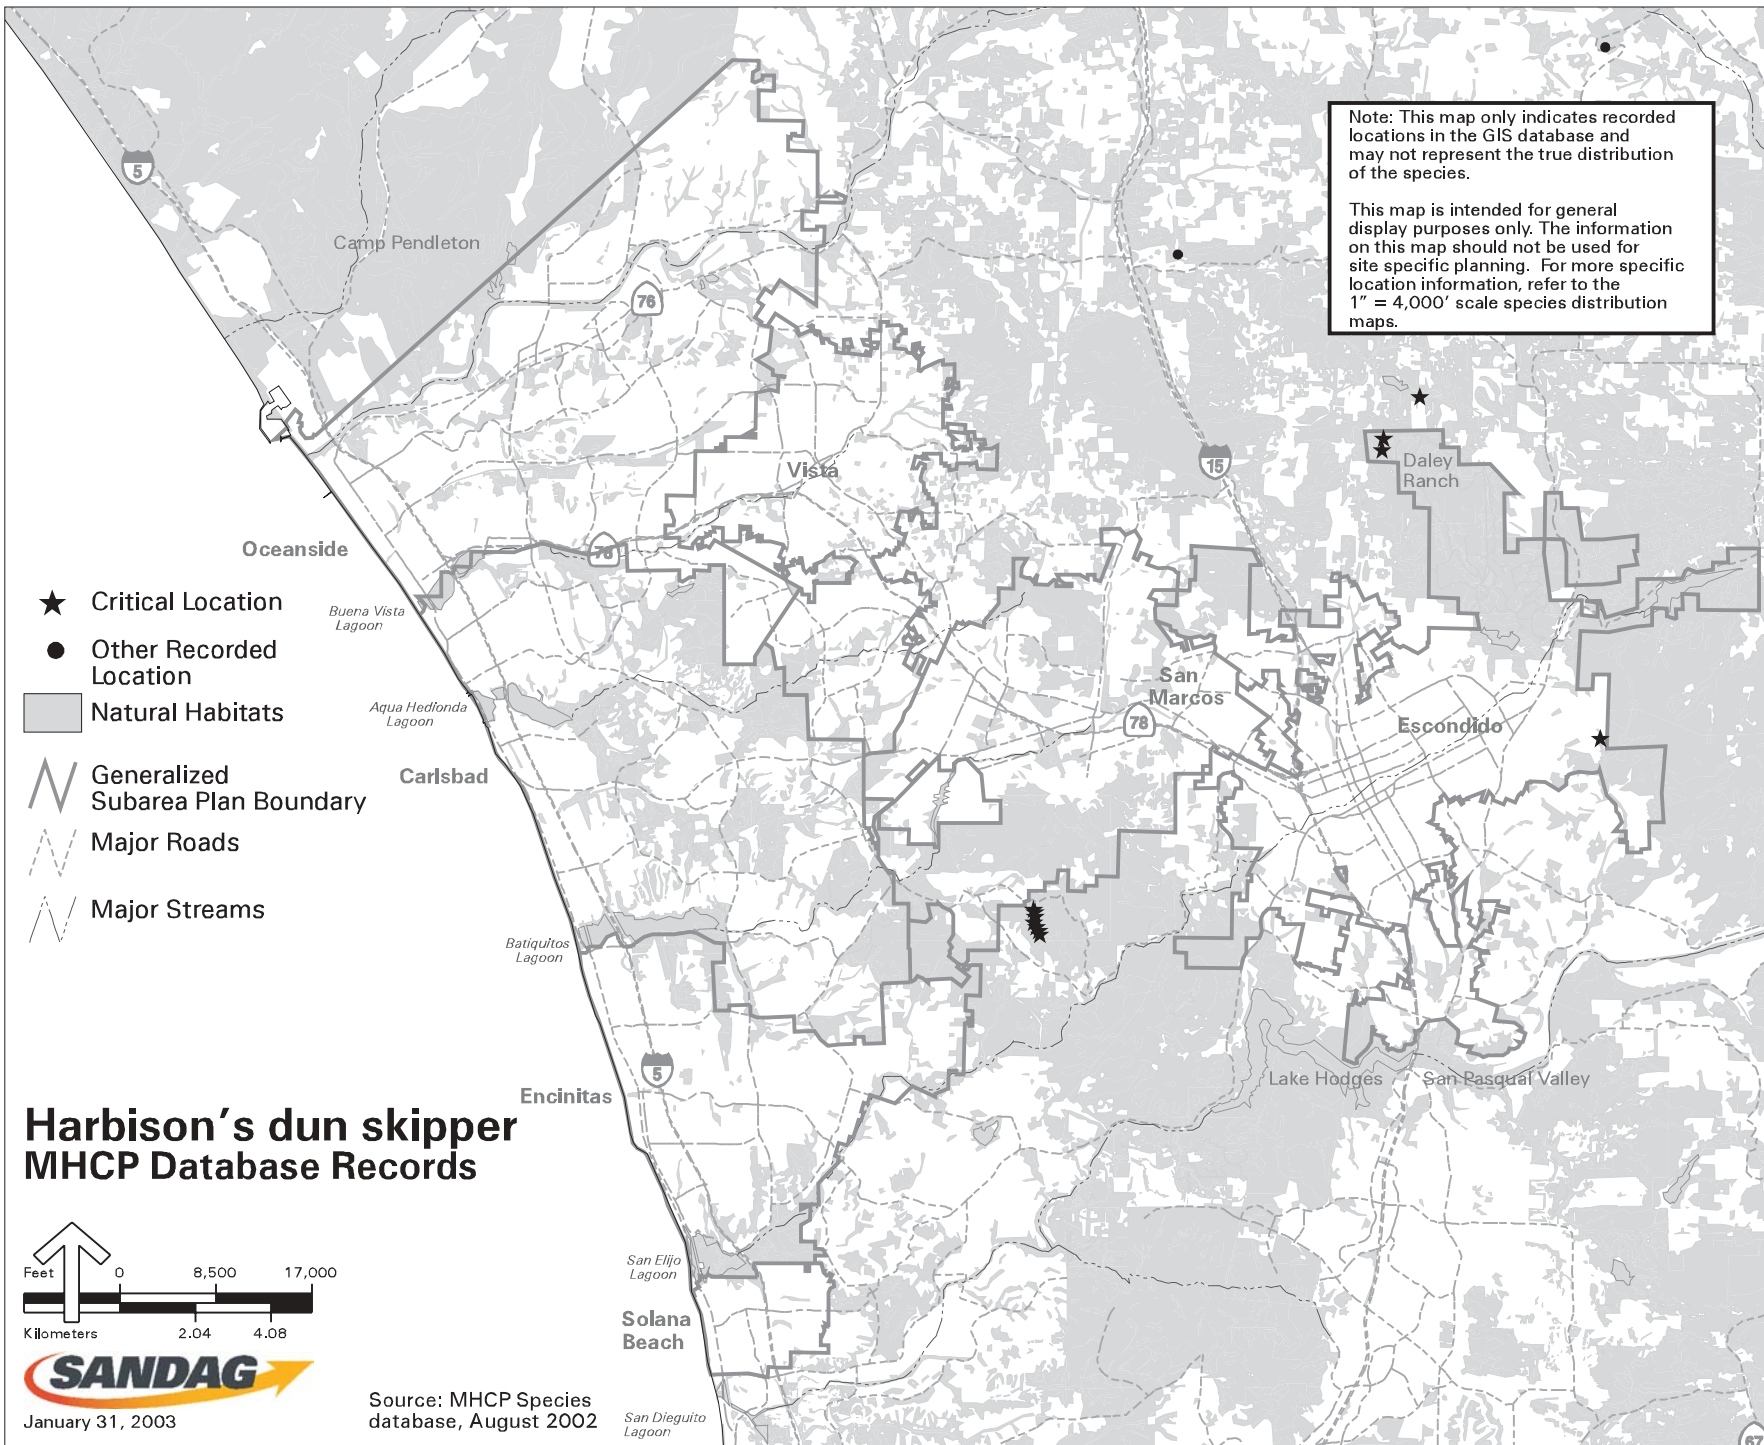 5
Camp Pendleton
76
Note: This map only indicates recorded
locations in the GIS database and
may not represent the true distribution
of the species.
This map is intended for general
display purposes only. The information
on this map should not be used for
site specific planning. For more specific
location information, refer to the
1” = 4,000’ scale species distribution
maps.
Vista
15
Daley
Ranch
Oceanside
78
Critical Location
Buena Vista
Lagoon
Other Recorded
Location
Natural Habitats
San
Marcos
Aqua Hedionda
Lagoon
78
Escondido
Generalized
Subarea Plan Boundary
Carlsbad
Major Roads
Major Streams
Batiquitos
Lagoon
5
Lake Hodges
San Pasqual Valley
Encinitas
Harbison’s dun skipper
MHCP Database Records
San Elijo
Lagoon
Feet 0 8,500 17,000
Kilometers 2.04 4.08
Solana
Beach
SANDAG
January 31, 2003
Source: MHCP Species
database, August 2002
San Dieguito
Lagoon
67